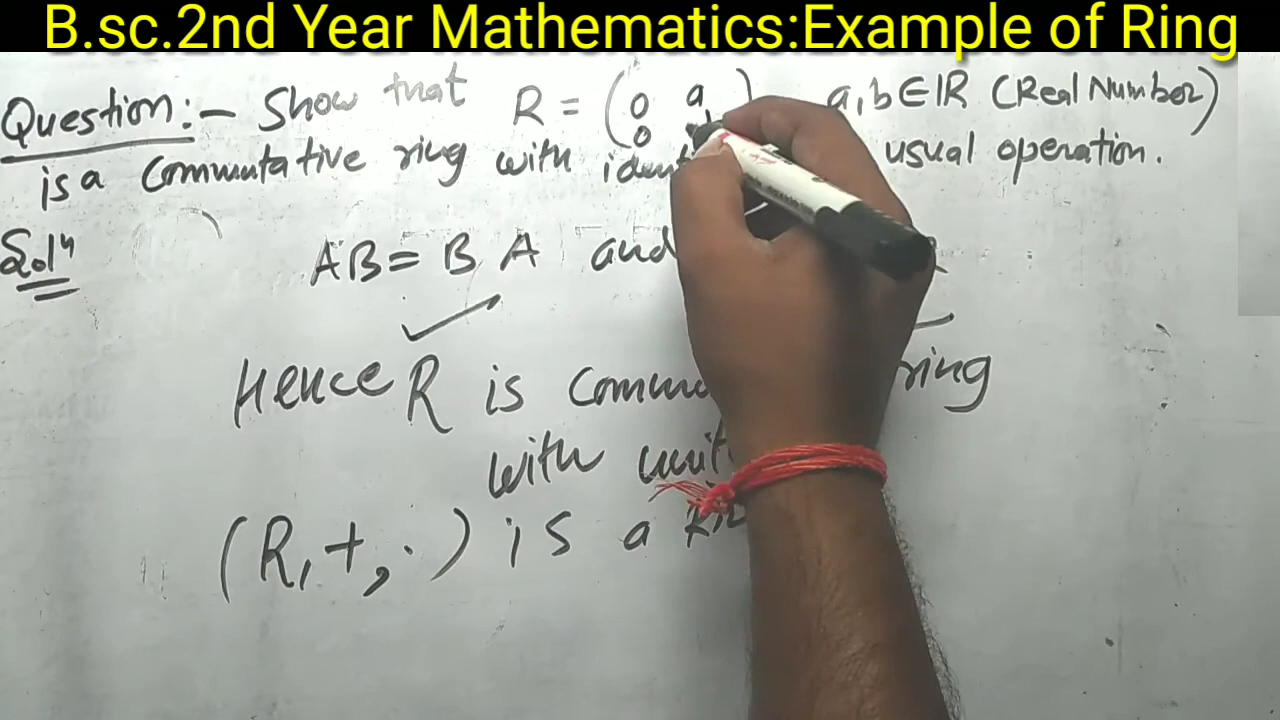 B.sc.2nd Year Mathematics:Example of Ring
Question:- Show that R = (0 a a, b ∈ IR (Real Number)
0
is a Commutative ring with usual operation.
Solⁿ
AB = B A and
Hence R is ring
with
(R, +, .) is a